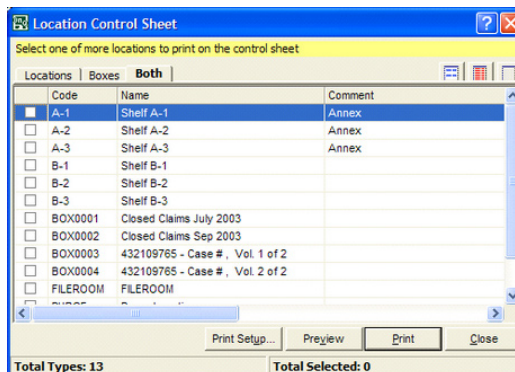 Location Control Sheet
Select one of more locations to print on the control sheet
Locations Boxes Both
Code Name Comment
A-1 Shelf A-1 Annex
A-2 Shelf A-2 Annex
A-3 Shelf A-3 Annex
B-1 Shelf B-1
B-2 Shelf B-2
B-3 Shelf B-3
BOX0001 Closed Claims July 2003
BOX0002 Closed Claims Sep 2003
BOX0003 432109765 - Case # , Vol. 1 of 2
BOX0004 432109765 - Case # , Vol. 2 of 2
FILEROOM FILEROOM
Print Setup... Preview Print Close
Total Types: 13 Total Selected: 0